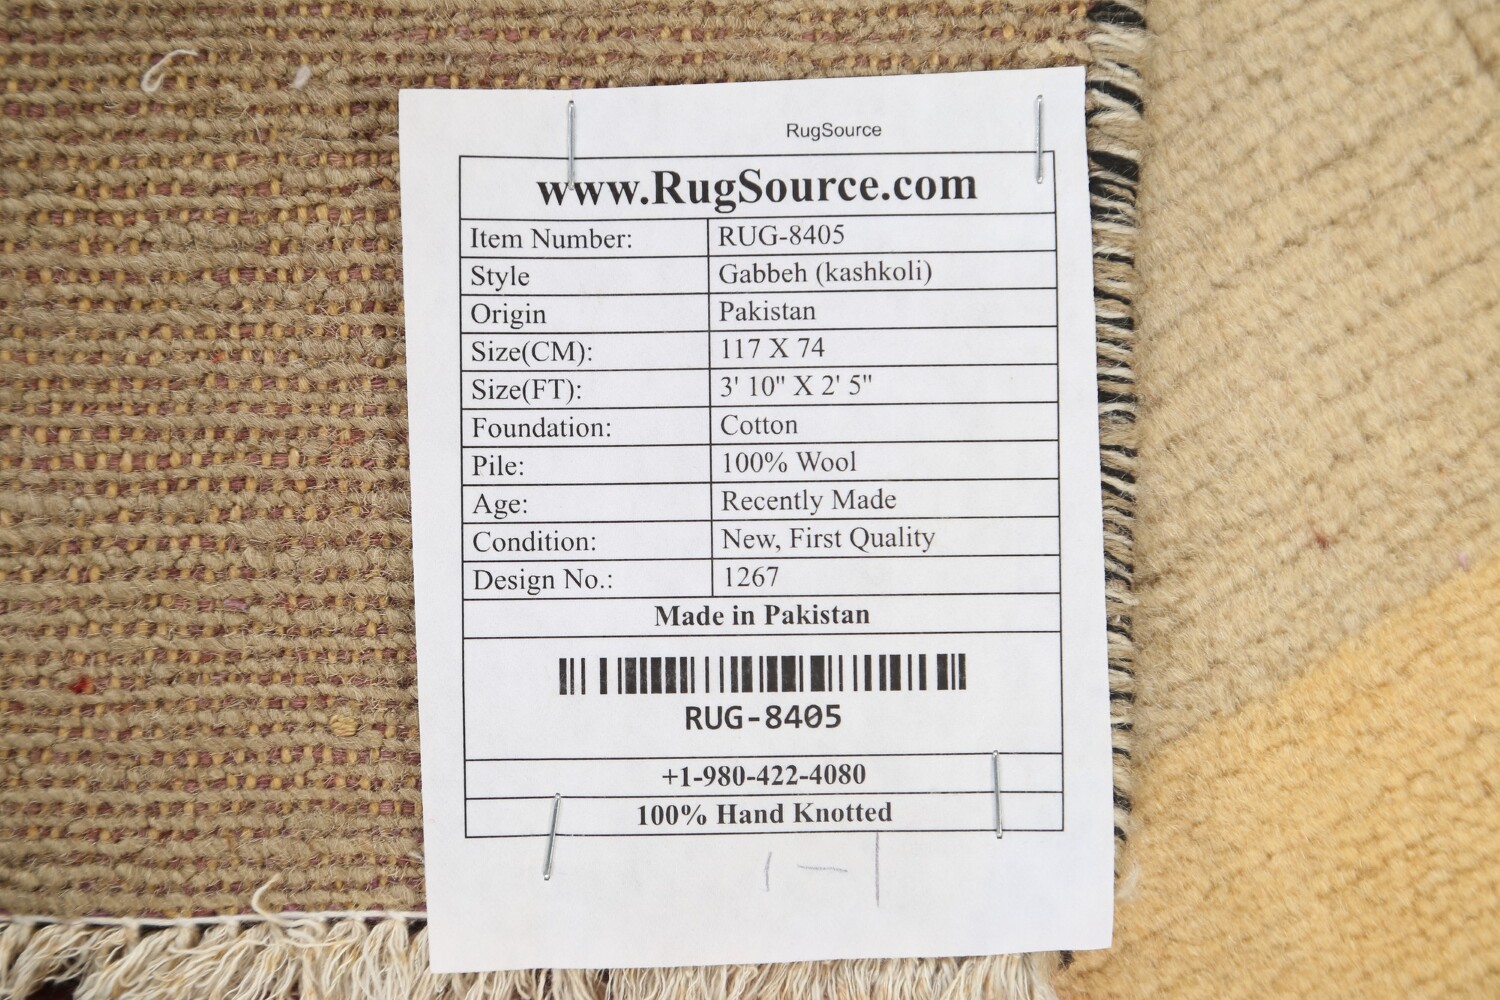 RugSource
www.RugSource.com
Item Number: RUG-8405
Style Gabbeh (kashkoli)
Origin Pakistan
Size(CM): 117 X 74
Size(FT): 3' 10" X 2' 5"
Foundation: Cotton
Pile: 100% Wool
Age: Recently Made
Condition: New, First Quality
Design No.: 1267
Made in Pakistan
RUG-8405
+1-980-422-4080
100% Hand Knotted
1-1